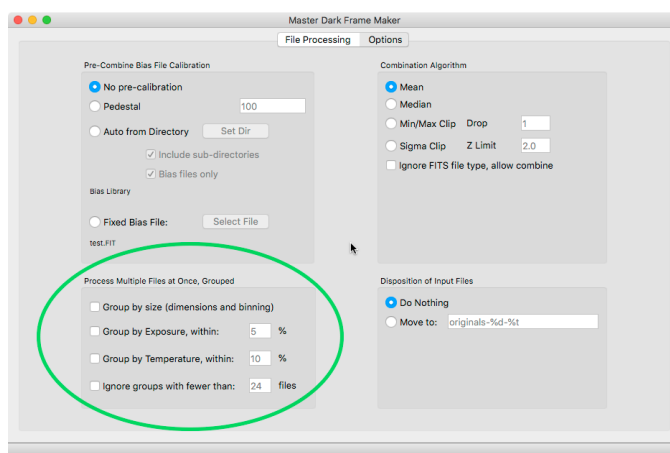 Master Dark Frame Maker
File Processing Options
Pre-Combine Bias File Calibration
No pre-calibration
Pedestal 100
Auto from Directory Set Dir
Include sub-directories
Bias files only
Bias Library
Fixed Bias File: Select File
test.FIT
Combination Algorithm
Mean
Median
Min/Max Clip Drop 1
Sigma Clip Z Limit 2.0
Ignore FITS file type, allow combine
Process Multiple Files at Once, Grouped
Group by size (dimensions and binning)
Group by Exposure, within: 5 %
Group by Temperature, within: 10 %
Ignore groups with fewer than: 24 files
Disposition of Input Files
Do Nothing
Move to: originals-%d-%t